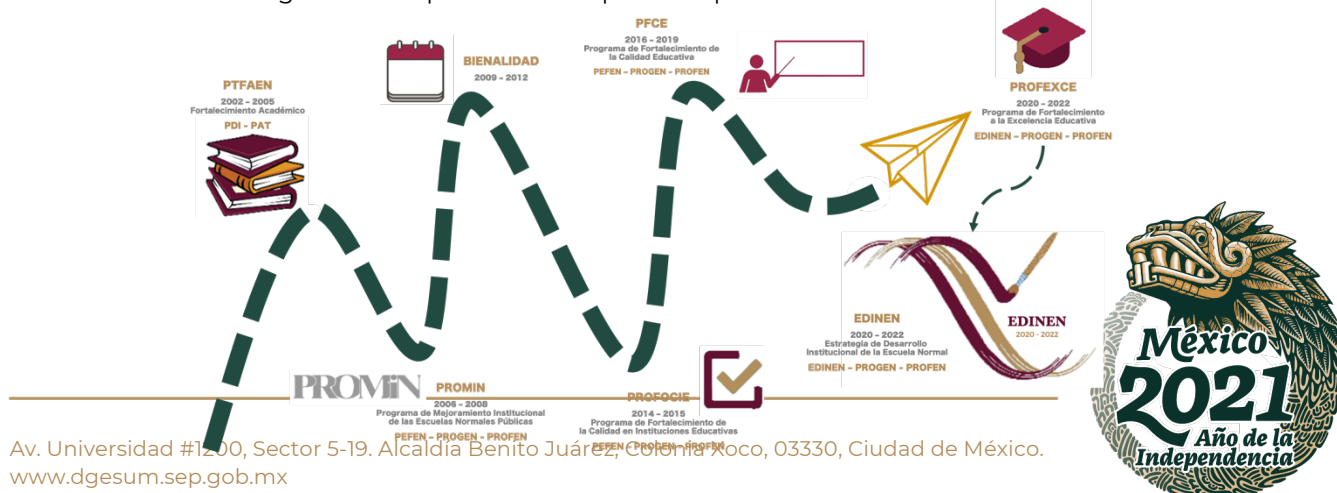 PFCE
2016 – 2019
Programa de Fortalecimiento de
la Calidad Educativa
PEFEN – PROGEN – PROFEN
BIENALIDAD
2009 – 2012
PTFAEN
2002 – 2005
Fortalecimiento Académico
PDI - PAT
PROFEXCE
2020 – 2022
Programa de Fortalecimiento
a la Excelencia Educativa
EDINEN – PROGEN - PROFEN
EDINEN
2020 – 2022
Estrategia de Desarrollo
Institucional de la Escuela Normal
EDINEN – PROGEN - PROFEN
EDINEN
2020 - 2022
PROMiN
PROMIN
2006 – 2008
Programa de Mejoramiento Institucional
de las Escuelas Normales Públicas
PEFEN – PROGEN - PROFEN
PROFOCIE
2014 – 2015
Programa de Fortalecimiento de
la Calidad en Instituciones Educativas
PEFEN – PROGEN - PROFEN
México
2021
Año de la
Independencia
Av. Universidad #1200, Sector 5-19. Alcaldía Benito Juárez, Colonia Xoco, 03330, Ciudad de México.
www.dgesum.sep.gob.mx